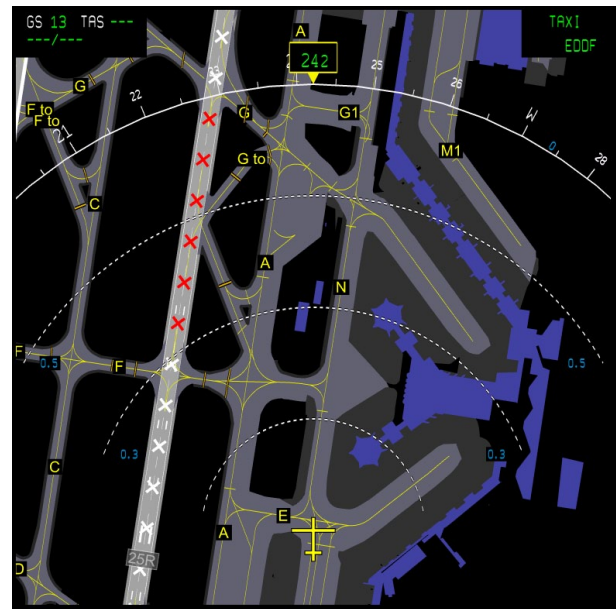 GS 13 TAS ---
---/---
TAXI
EDDF
A
242
25
26
G
22
23
F to
F to
21
G
G1
W
0
28
G to
M1
C
A
N
F
F
0.5
0.5
0.3
0.3
C
E
A
25R
D